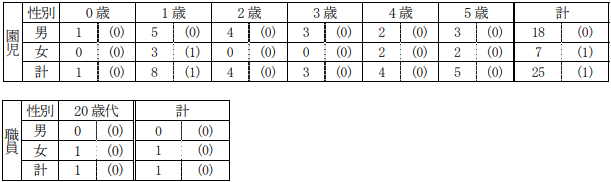 園児 性別 0歳 1歳 2歳 3歳 4歳 5歳 計
男 1 (0) 5 (0) 4 (0) 3 (0) 2 (0) 3 (0) 18 (0)
女 0 (0) 3 (1) 0 (0) 0 (0) 2 (0) 2 (0) 7 (1)
計 1 (0) 8 (1) 4 (0) 3 (0) 4 (0) 5 (0) 25 (1)
職員 性別 20歳代 計
男 0 (0) 0 (0)
女 1 (0) 1 (0)
計 1 (0) 1 (0)